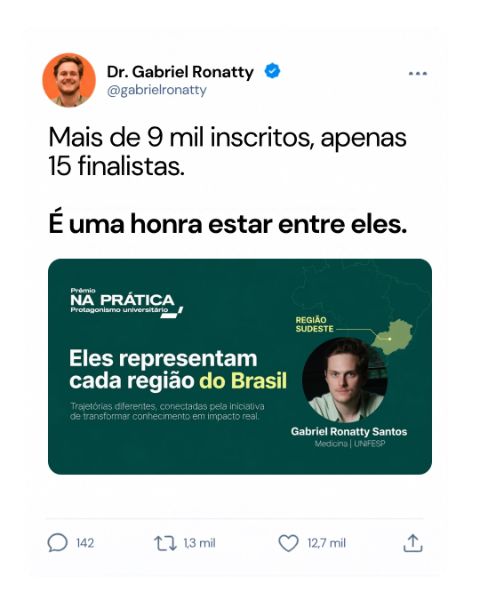 Dr. Gabriel Ronatty
@gabrielronatty
Mais de 9 mil inscritos, apenas
15 finalistas.
É uma honra estar entre eles.
Prêmio
NA PRÁTICA
Protagonismo universitário
REGIÃO
SUDESTE
Eles representam
cada região do Brasil
Trajetórias diferentes, conectadas pela iniciativa
de transformar conhecimento em impacto real.
Gabriel Ronatty Santos
Medicina | UNIFESP
142
1,3 mil
12,7 mil